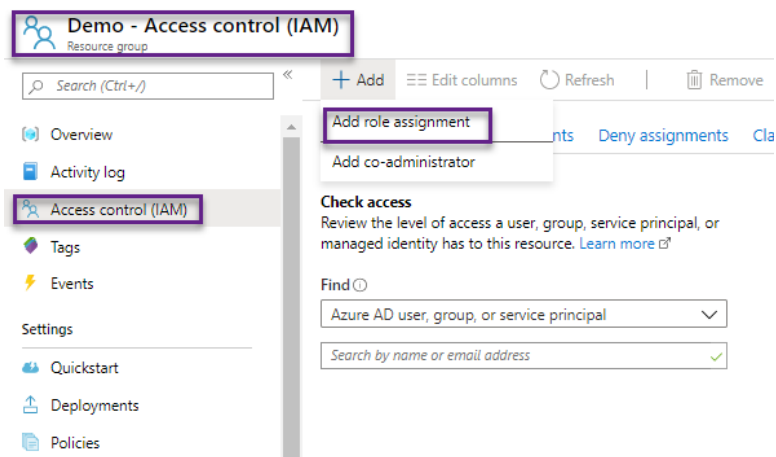 Demo - Access control (IAM)
Resource group
Search (Ctrl+/)
«
Overview
Activity log
Access control (IAM)
Tags
Events
Settings
Quickstart
Deployments
Policies
+ Add
Edit columns
Refresh
Remove
Add role assignment
Add co-administrator
nts
Deny assignments
Cla
Check access
Review the level of access a user, group, service principal, or
managed identity has to this resource. Learn more
Find
Azure AD user, group, or service principal
Search by name or email address